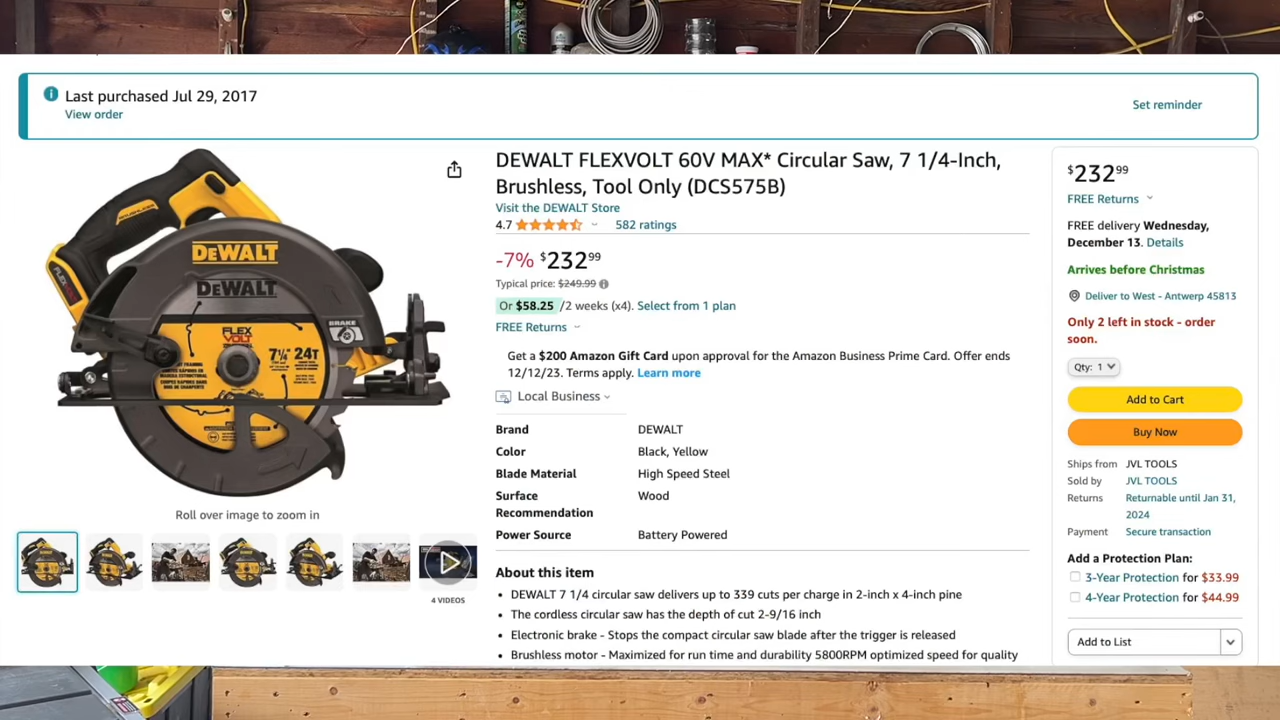 Last purchased Jul 29, 2017
View order
Set reminder
DEWALT FLEXVOLT 60V MAX* Circular Saw, 7 1/4-Inch,
Brushless, Tool Only (DCS575B)
Visit the DEWALT Store
4.7
582 ratings
-7% $232 99
Typical price: $249.99
Or $58.25 /2 weeks (x4). Select from 1 plan
FREE Returns
Get a $200 Amazon Gift Card upon approval for the Amazon Business Prime Card. Offer ends
12/12/23. Terms apply. Learn more
Local Business
Brand DEWALT
Color Black, Yellow
Blade Material High Speed Steel
Surface Recommendation Wood
Power Source Battery Powered
About this item
• DEWALT 7 1/4 circular saw delivers up to 339 cuts per charge in 2-inch x 4-inch pine
• The cordless circular saw has the depth of cut 2-9/16 inch
• Electronic brake - Stops the compact circular saw blade after the trigger is released
• Brushless motor - Maximized for run time and durability 5800RPM optimized speed for quality
BRUSHLESS
DEWALT
DEWALT
BRAKE
FLEX
VOLT
7 1/4" 24T
Roll over image to zoom in
4 VIDEOS
$232 99
FREE Returns
FREE delivery Wednesday,
December 13. Details
Arrives before Christmas
Deliver to West - Antwerp 45813
Only 2 left in stock - order
soon.
Qty: 1
Add to Cart
Buy Now
Ships from JVL TOOLS
Sold by JVL TOOLS
Returns Returnable until Jan 31,
2024
Payment Secure transaction
Add a Protection Plan:
3-Year Protection for $33.99
4-Year Protection for $44.99
Add to List